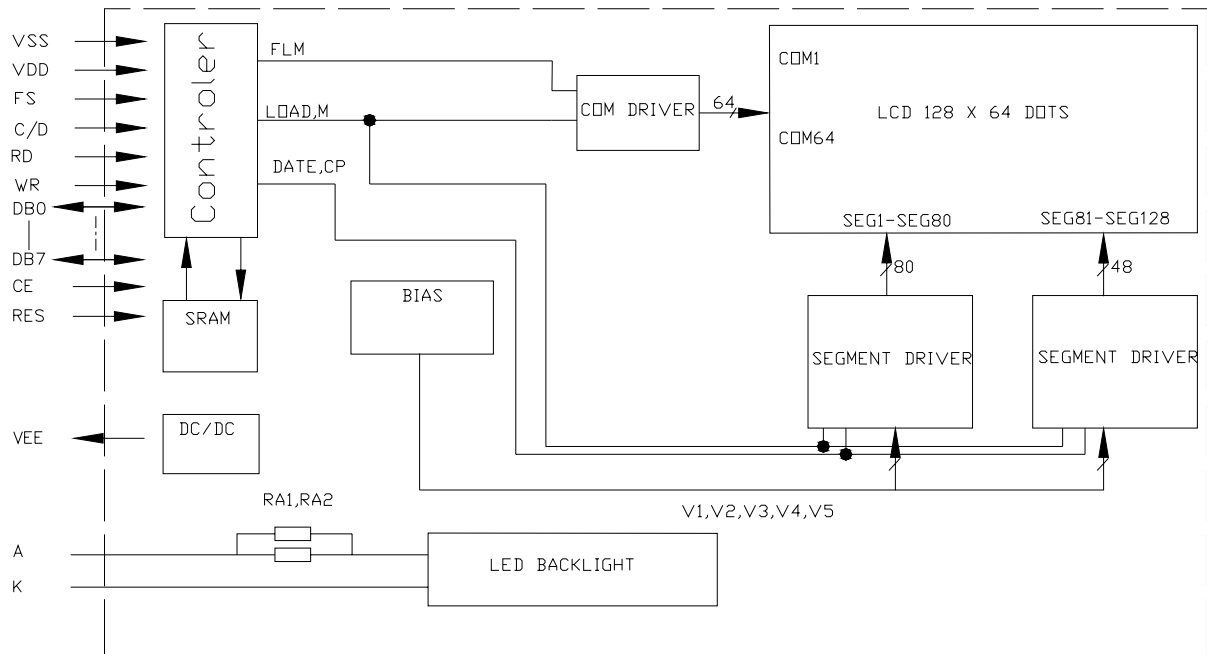 VSS
VDD
FS
C/D
RD
WR
DB0
DB7
CE
RES
VEE
A
K
Controler
FLM
LOAD,M
DATE,CP
COM DRIVER
64
COM1
LCD 128 X 64 DOTS
COM64
SEG1-SEG80
SEG81-SEG128
80
48
SRAM
BIAS
SEGMENT DRIVER
SEGMENT DRIVER
DC/DC
RA1,RA2
V1,V2,V3,V4,V5
LED BACKLIGHT